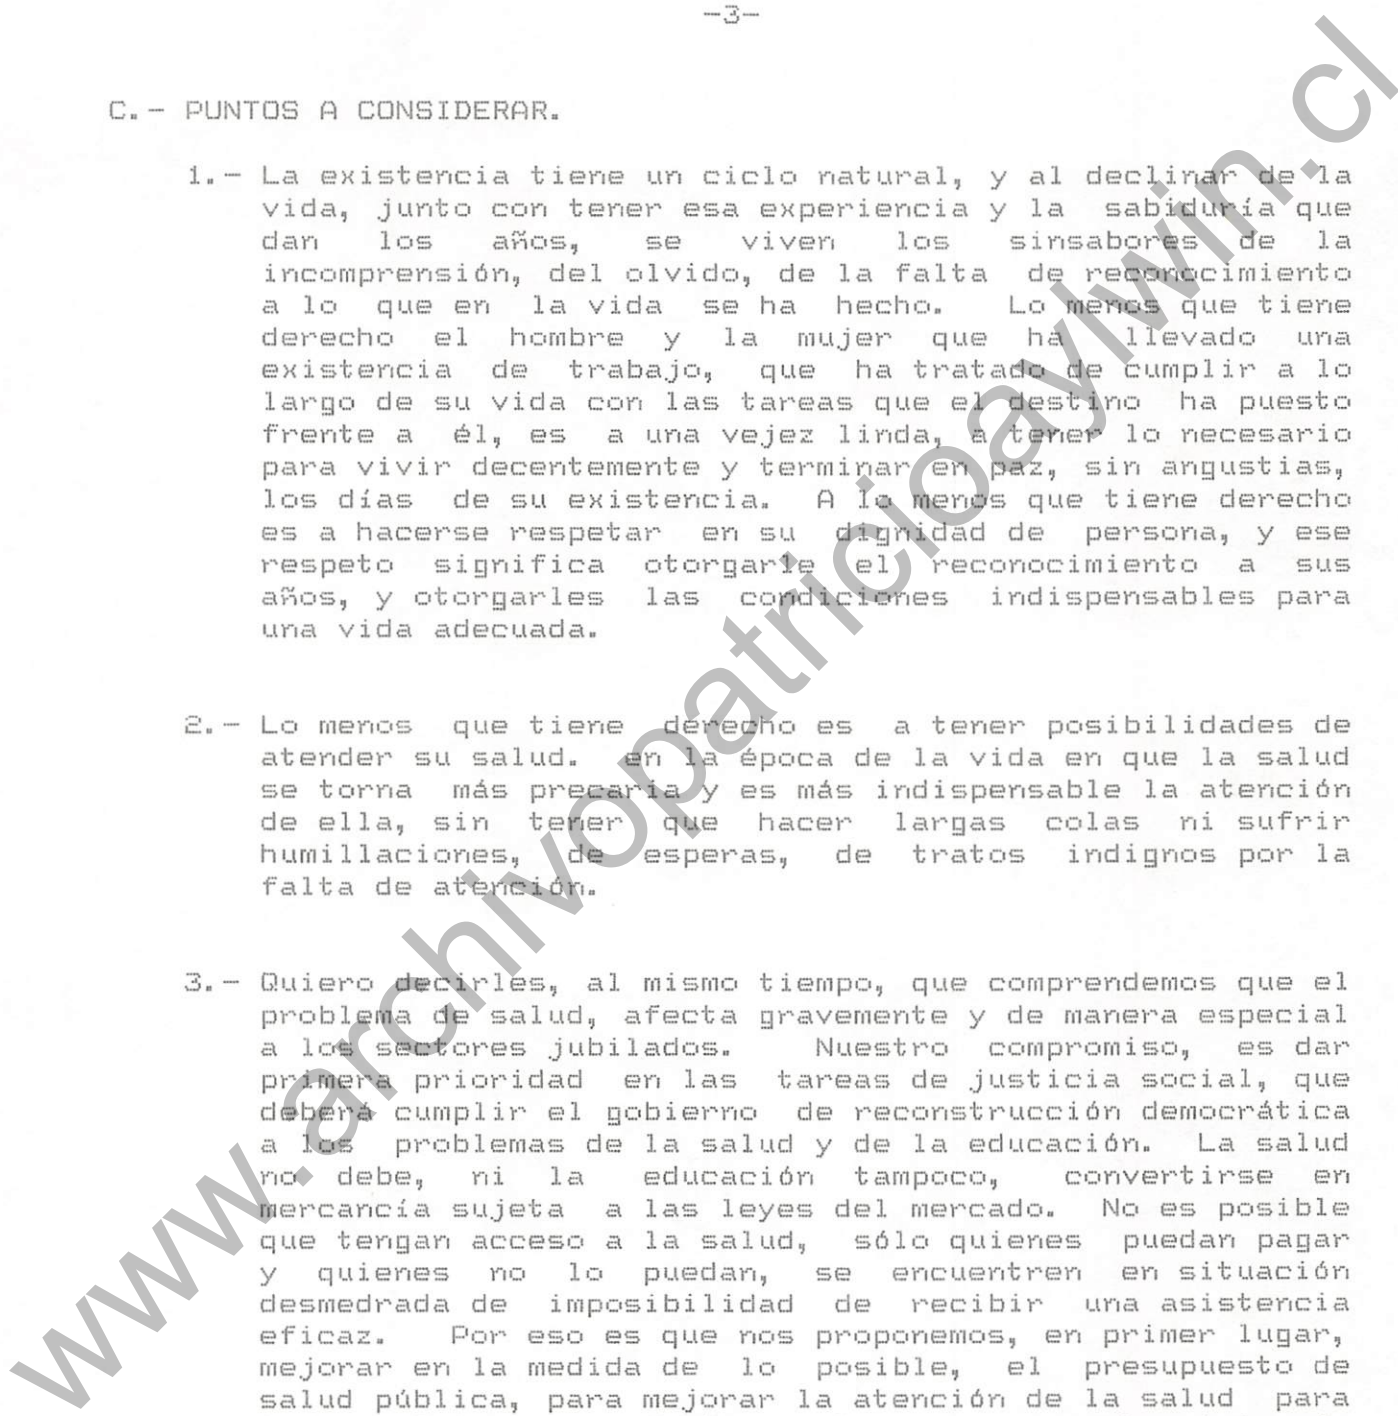 -3-
C.- PUNTOS A CONSIDERAR.
1.- La existencia tiene un ciclo natural, y al declinar de la
vida, junto con tener esa experiencia y la sabiduría que
dan los años, se viven los sinsabores de la
incomprensión, del olvido, de la falta de reconocimiento
a lo que en la vida se ha hecho. Lo menos que tiene
derecho el hombre y la mujer que ha llevado una
existencia de trabajo, que ha tratado de cumplir a lo
largo de su vida con las tareas que el destino ha puesto
frente a él, es a una vejez linda, a tener lo necesario
para vivir decentemente y terminar en paz, sin angustias,
los días de su existencia. A lo menos que tiene derecho
es a hacerse respetar en su dignidad de persona, y ese
respeto significa otorgarle el reconocimiento a sus
años, y otorgarles las condiciones indispensables para
una vida adecuada.
2.- Lo menos que tiene derecho es a tener posibilidades de
atender su salud. en la época de la vida en que la salud
se torna más precaria y es más indispensable la atención
de ella, sin tener que hacer largas colas ni sufrir
humillaciones, de esperas, de tratos indignos por la
falta de atención.
3.- Quiero decirles, al mismo tiempo, que comprendemos que el
problema de salud, afecta gravemente y de manera especial
a los sectores jubilados. Nuestro compromiso, es dar
primera prioridad en las tareas de justicia social, que
deberá cumplir el gobierno de reconstrucción democrática
a los problemas de la salud y de la educación. La salud
no debe, ni la educación tampoco, convertirse en
mercancía sujeta a las leyes del mercado. No es posible
que tengan acceso a la salud, sólo quienes puedan pagar
y quienes no lo puedan, se encuentren en situación
desmedrada de imposibilidad de recibir una asistencia
eficaz. Por eso es que nos proponemos, en primer lugar,
mejorar en la medida de lo posible, el presupuesto de
salud pública, para mejorar la atención de la salud para
www.archivopatricioaylwin.cl